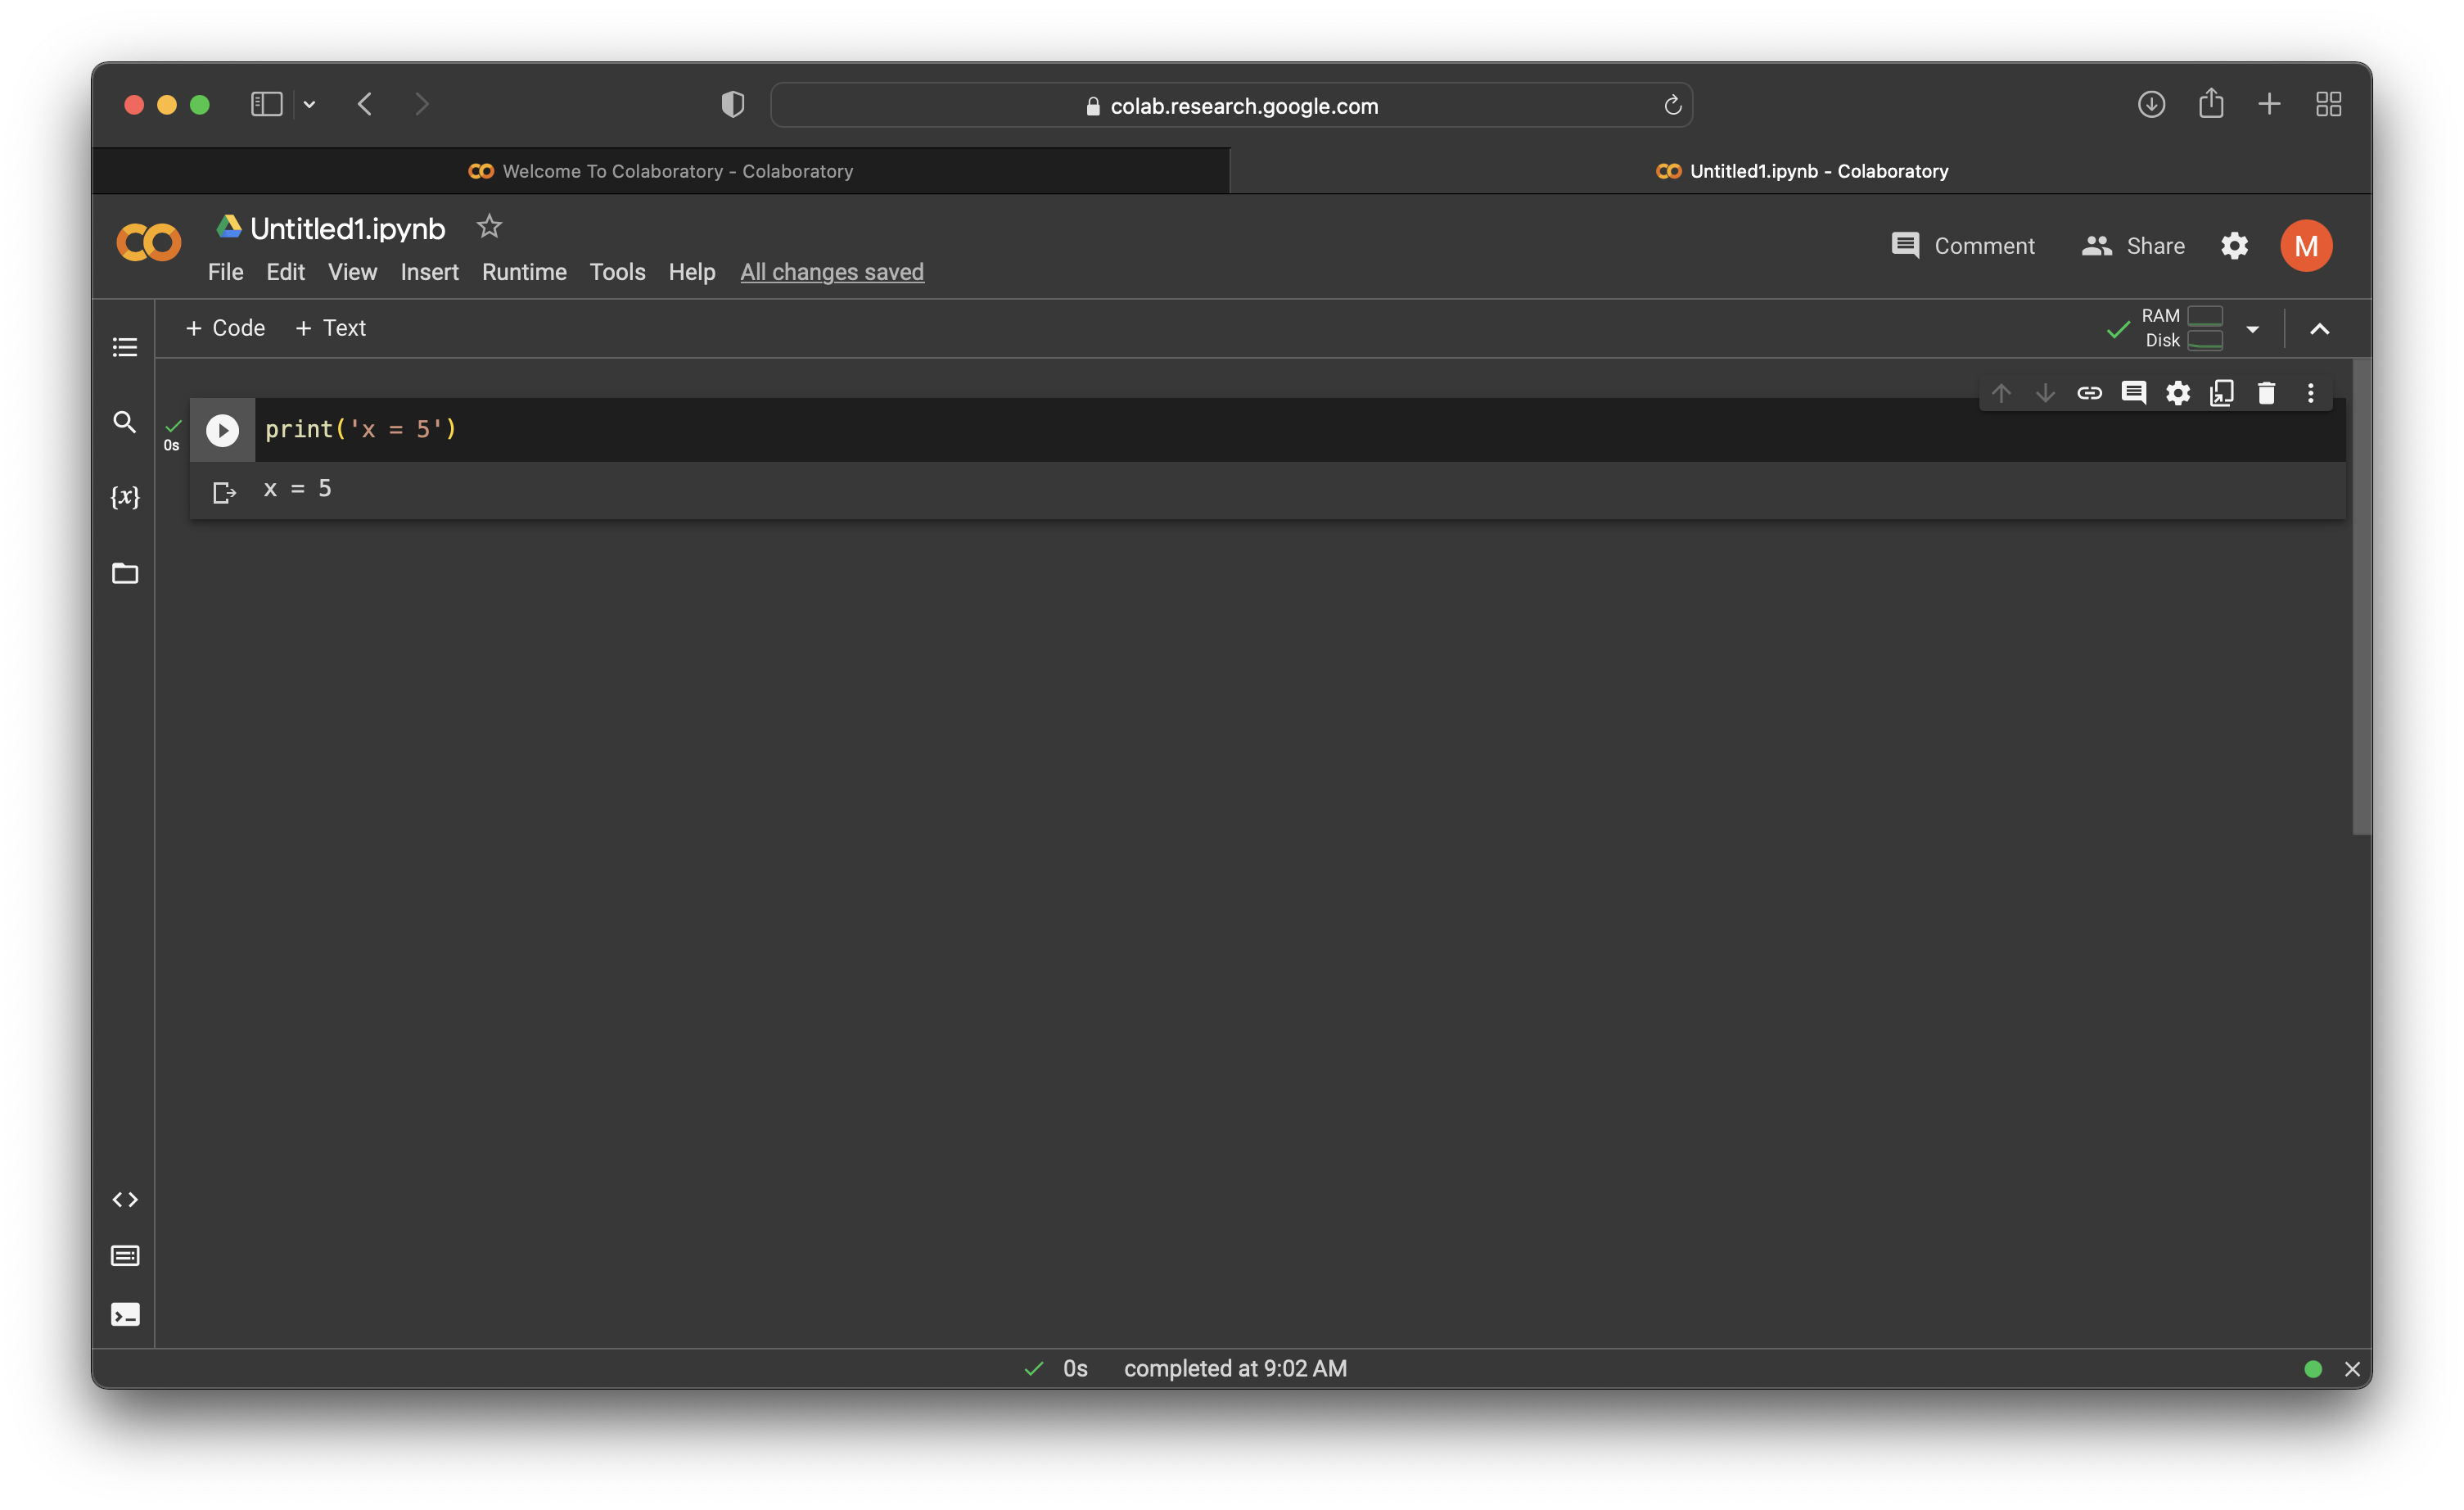 colab.research.google.com
Welcome To Colaboratory - Colaboratory
Untitled1.ipynb - Colaboratory
Untitled1.ipynb
File Edit View Insert Runtime Tools Help All changes saved
Comment Share M
+ Code + Text
RAM
Disk
print('x = 5')
0s
x = 5
{x}
0s completed at 9:02 AM